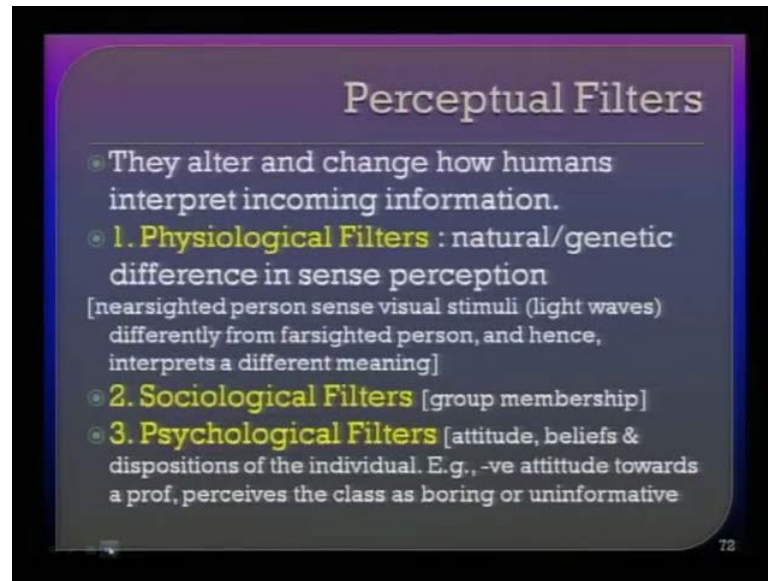 Perceptual Filters
They alter and change how humans
interpret incoming information.
1. Physiological Filters : natural/genetic
difference in sense perception
[nearsighted person sense visual stimuli (light waves)
differently from farsighted person, and hence,
interprets a different meaning]
2. Sociological Filters [group membership]
3. Psychological Filters [attitude, beliefs &
dispositions of the individual. E.g., -ve attittude towards
a prof, perceives the class as boring or uninformative
72